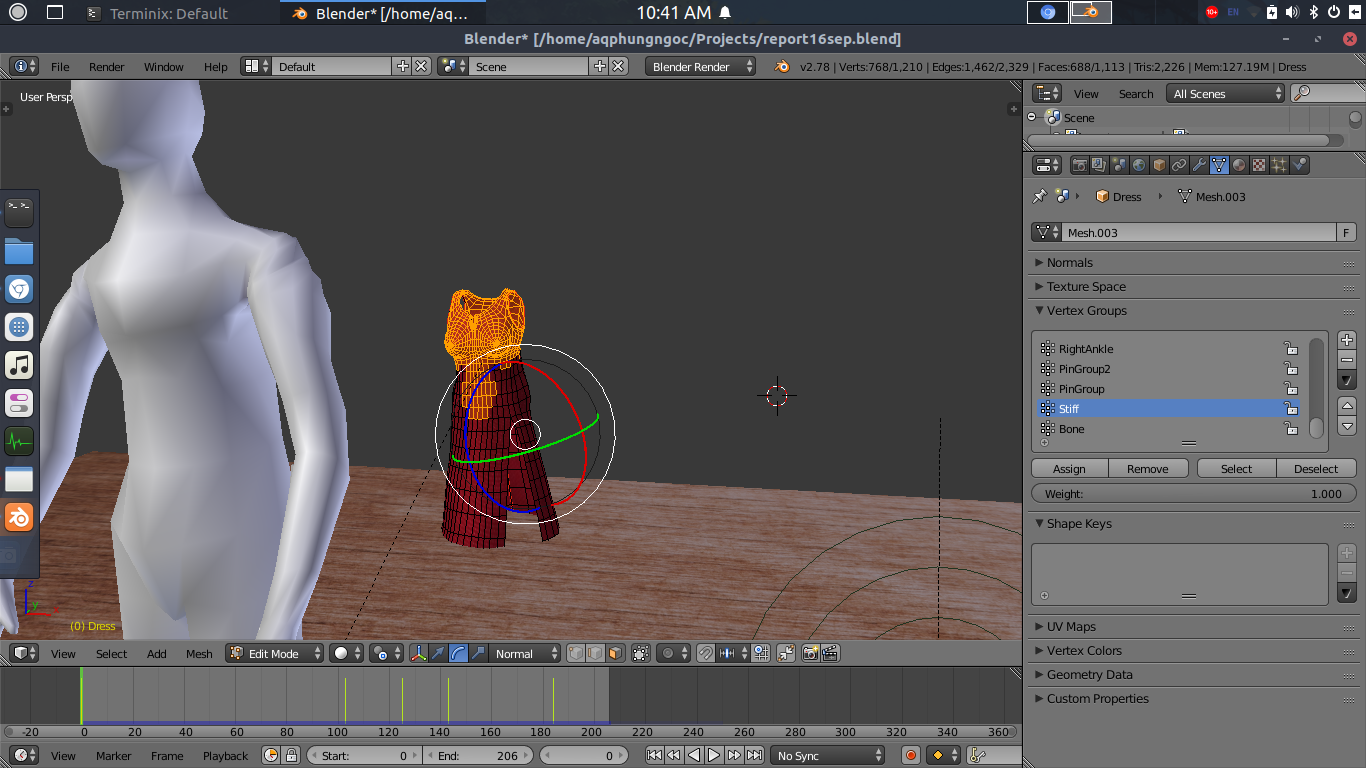 Terminix: Default
Blender* [/home/aq...
10:41 AM
10+
EN
Blender* [/home/aqphungngoc/Projects/report16sep.blend]
File Render Window Help Default Scene Blender Render v2.78 | Verts:768/1,210 | Edges:1,462/2,329 | Faces:688/1,113 | Tris:2,226 | Mem:127.19M | Dress
User Persp
View Search All Scenes
Scene
Dress Mesh.003
Mesh.003 F
Normals
Texture Space
Vertex Groups
RightAnkle
PinGroup2
PinGroup
Stiff
Bone
Assign Remove Select Deselect
Weight: 1.000
Shape Keys
UV Maps
Vertex Colors
Geometry Data
Custom Properties
z
y
(0) Dress
View Select Add Mesh Edit Mode Normal
-20 0 20 40 60 80 100 120 140 160 180 200 220 240 260 280 300 320 340 360
View Marker Frame Playback Start: 0 End: 206 0 No Sync